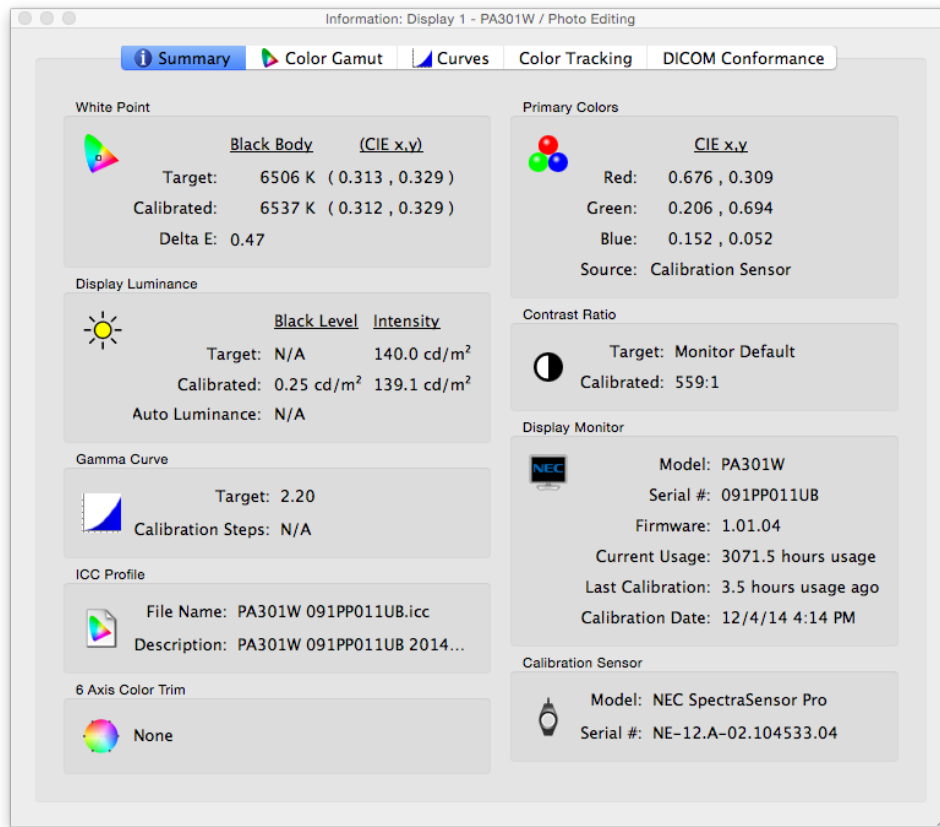 Information: Display 1 - PA301W / Photo Editing
Summary Color Gamut Curves Color Tracking DICOM Conformance
White Point
Black Body (CIE x,y)
Target: 6506 K ( 0.313 , 0.329 )
Calibrated: 6537 K ( 0.312 , 0.329 )
Delta E: 0.47
Display Luminance
Black Level Intensity
Target: N/A 140.0 cd/m²
Calibrated: 0.25 cd/m² 139.1 cd/m²
Auto Luminance: N/A
Gamma Curve
Target: 2.20
Calibration Steps: N/A
ICC Profile
File Name: PA301W 091PP011UB.icc
Description: PA301W 091PP011UB 2014...
6 Axis Color Trim
None
Primary Colors
CIE x,y
Red: 0.676 , 0.309
Green: 0.206 , 0.694
Blue: 0.152 , 0.052
Source: Calibration Sensor
Contrast Ratio
Target: Monitor Default
Calibrated: 559:1
Display Monitor
NEC
Model: PA301W
Serial #: 091PP011UB
Firmware: 1.01.04
Current Usage: 3071.5 hours usage
Last Calibration: 3.5 hours usage ago
Calibration Date: 12/4/14 4:14 PM
Calibration Sensor
Model: NEC SpectraSensor Pro
Serial #: NE-12.A-02.104533.04